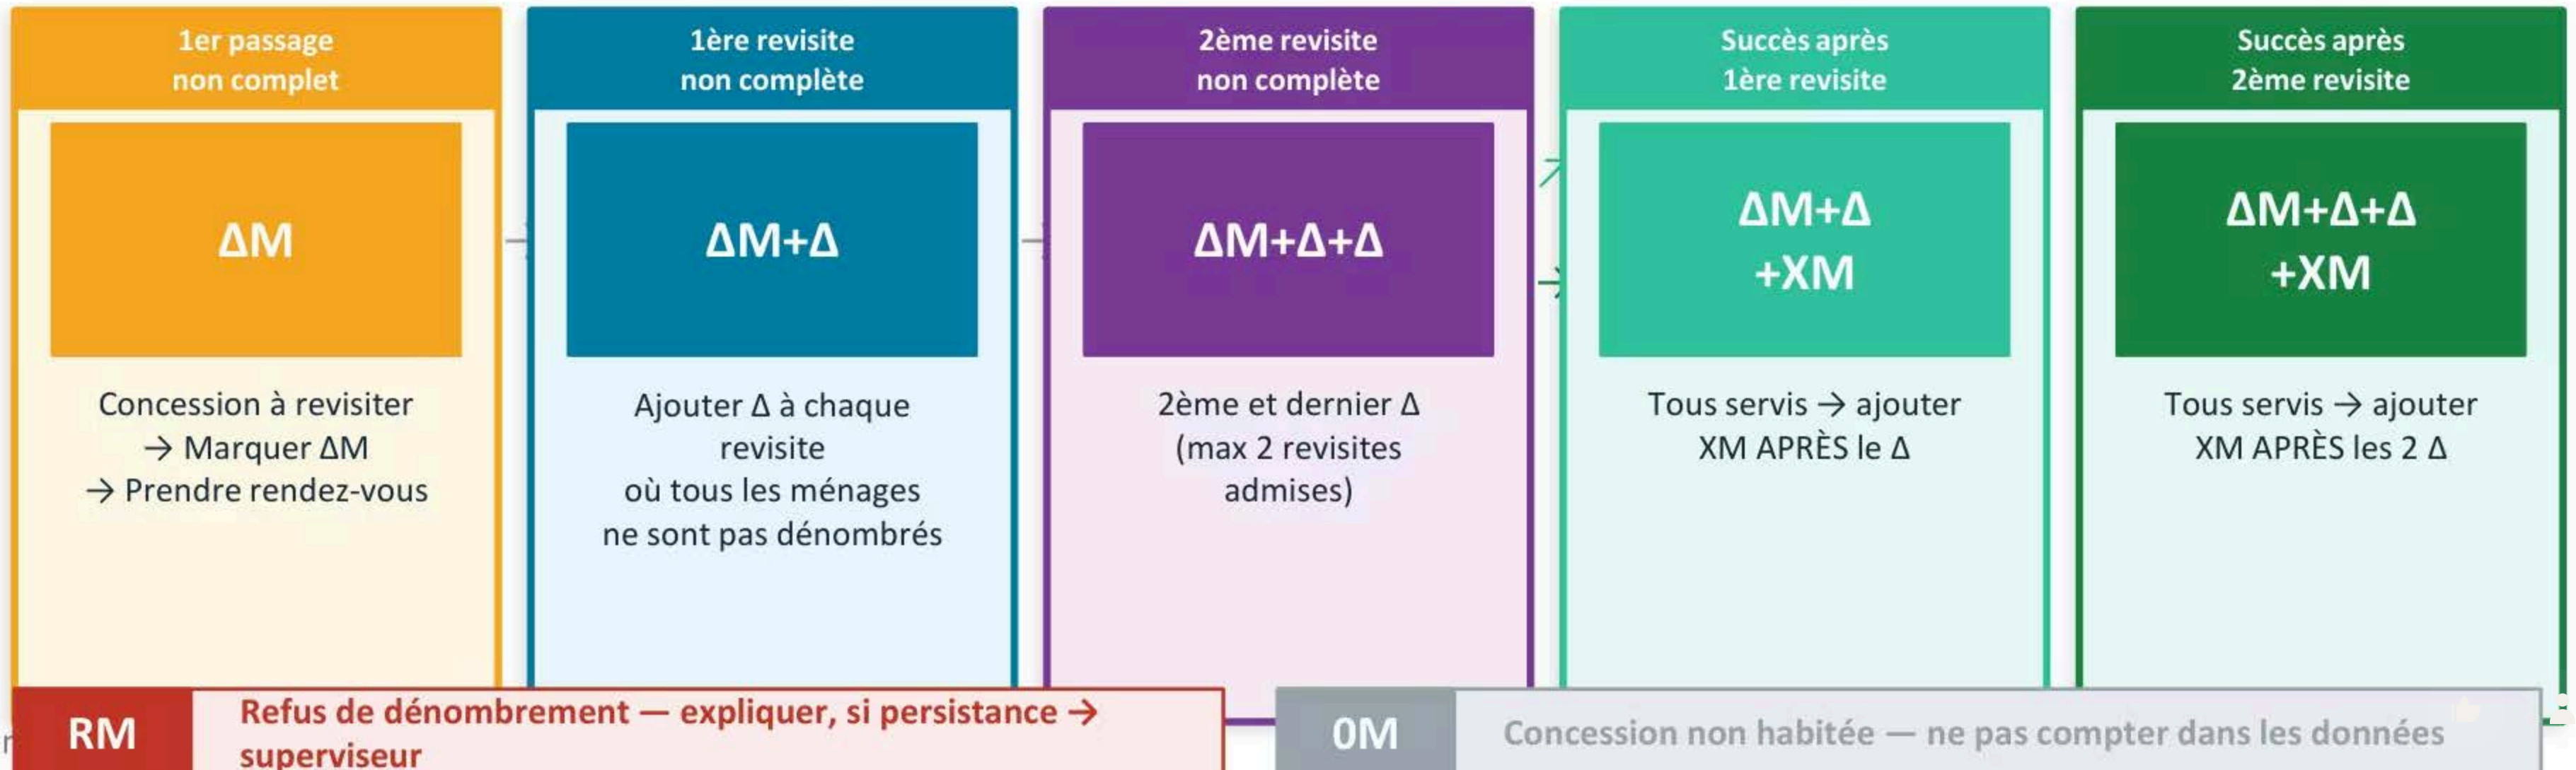 1er passage
non complet
ΔM
Concession à revisiter
→ Marquer ΔM
→ Prendre rendez-vous
1ère revisite
non complète
ΔM+Δ
Ajouter Δ à chaque
revisite
où tous les ménages
ne sont pas dénombrés
2ème revisite
non complète
ΔM+Δ+Δ
2ème et dernier Δ
(max 2 revisites
admises)
Succès après
1ère revisite
ΔM+Δ
+XM
Tous servis → ajouter
XM APRÈS le Δ
Succès après
2ème revisite
ΔM+Δ+Δ
+XM
Tous servis → ajouter
XM APRÈS les 2 Δ
RM
Refus de dénombrement — expliquer, si persistance →
superviseur
0M
Concession non habitée — ne pas compter dans les données